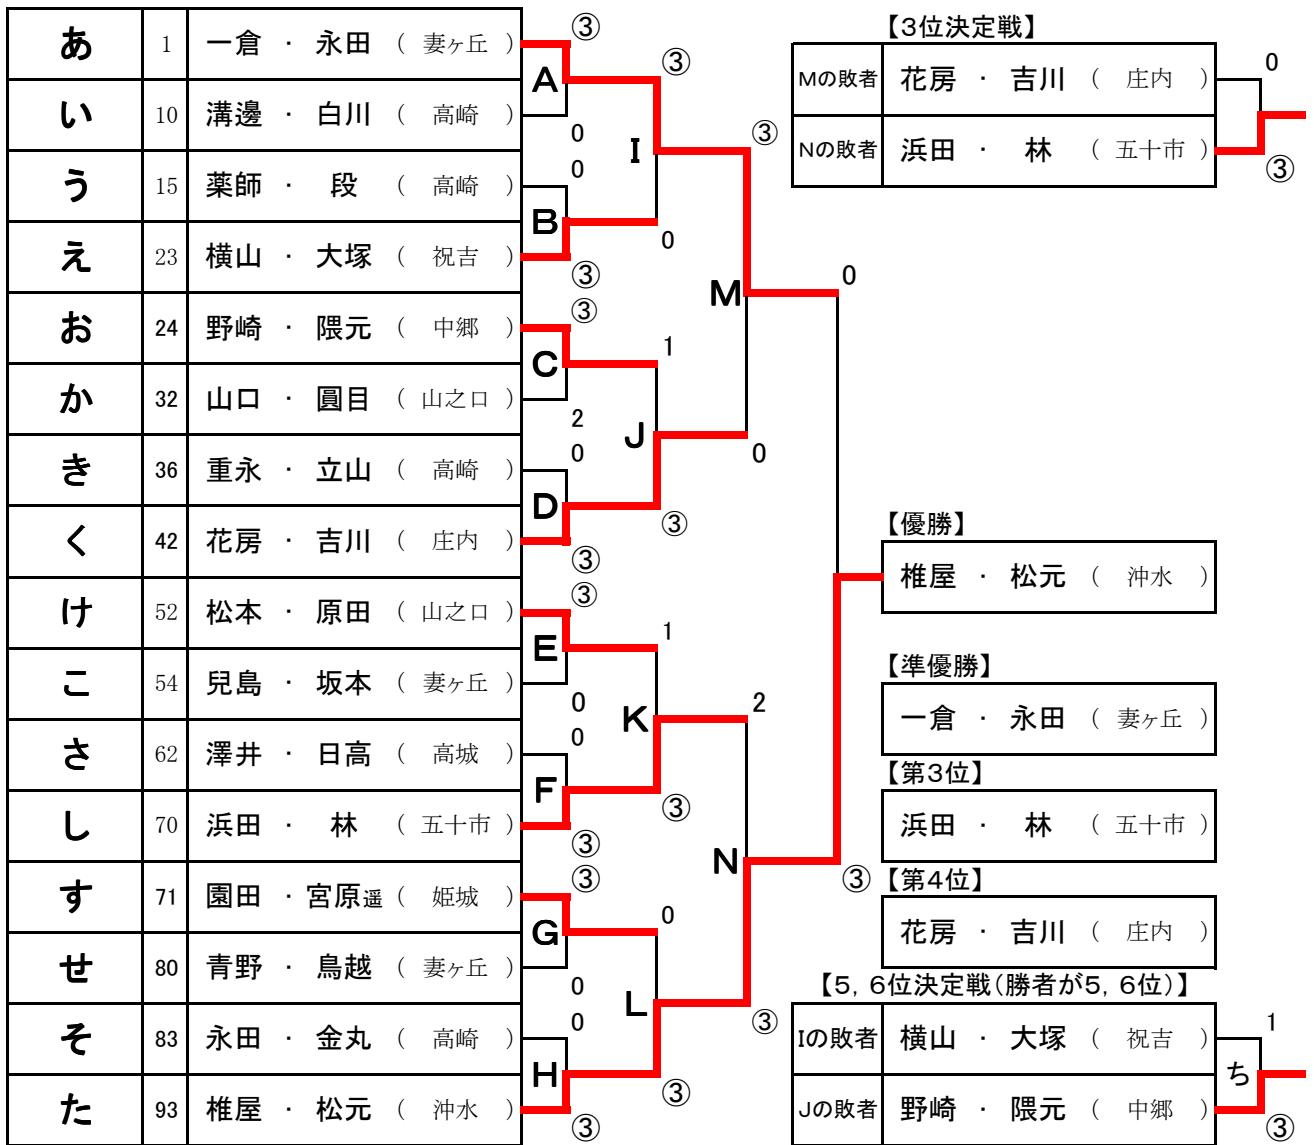 あ 1 一倉 ・ 永田 ( 妻ヶ丘 )
い 10 溝邊 ・ 白川 ( 高崎 )
う 15 薬師 ・ 段 ( 高崎 )
え 23 横山 ・ 大塚 ( 祝吉 )
お 24 野崎 ・ 隈元 ( 中郷 )
か 32 山口 ・ 圓目 ( 山之口 )
き 36 重永 ・ 立山 ( 高崎 )
く 42 花房 ・ 吉川 ( 庄内 )
け 52 松本 ・ 原田 ( 山之口 )
こ 54 兒島 ・ 坂本 ( 妻ヶ丘 )
さ 62 澤井 ・ 日高 ( 高城 )
し 70 浜田 ・ 林 ( 五十市 )
す 71 園田 ・ 宮原遥 ( 姫城 )
せ 80 青野 ・ 鳥越 ( 妻ヶ丘 )
そ 83 永田 ・ 金丸 ( 高崎 )
た 93 椎屋 ・ 松元 ( 沖水 )
③
A
0
0
B
③
③
C
2
0
D
③
③
E
0
0
F
③
③
G
0
0
H
③
③
I
0
1
J
③
1
K
③
0
L
③
③
M
0
2
N
③
0
③
【3位決定戦】
Mの敗者 花房 ・ 吉川 ( 庄内 ) 0
Nの敗者 浜田 ・ 林 ( 五十市 ) ③
【優勝】
椎屋 ・ 松元 ( 沖水 )
【準優勝】
一倉 ・ 永田 ( 妻ヶ丘 )
【第3位】
浜田 ・ 林 ( 五十市 )
【第4位】
花房 ・ 吉川 ( 庄内 )
【5, 6位決定戦(勝者が5, 6位)】
Iの敗者 横山 ・ 大塚 ( 祝吉 ) 1
ち
Jの敗者 野崎 ・ 隈元 ( 中郷 ) ③